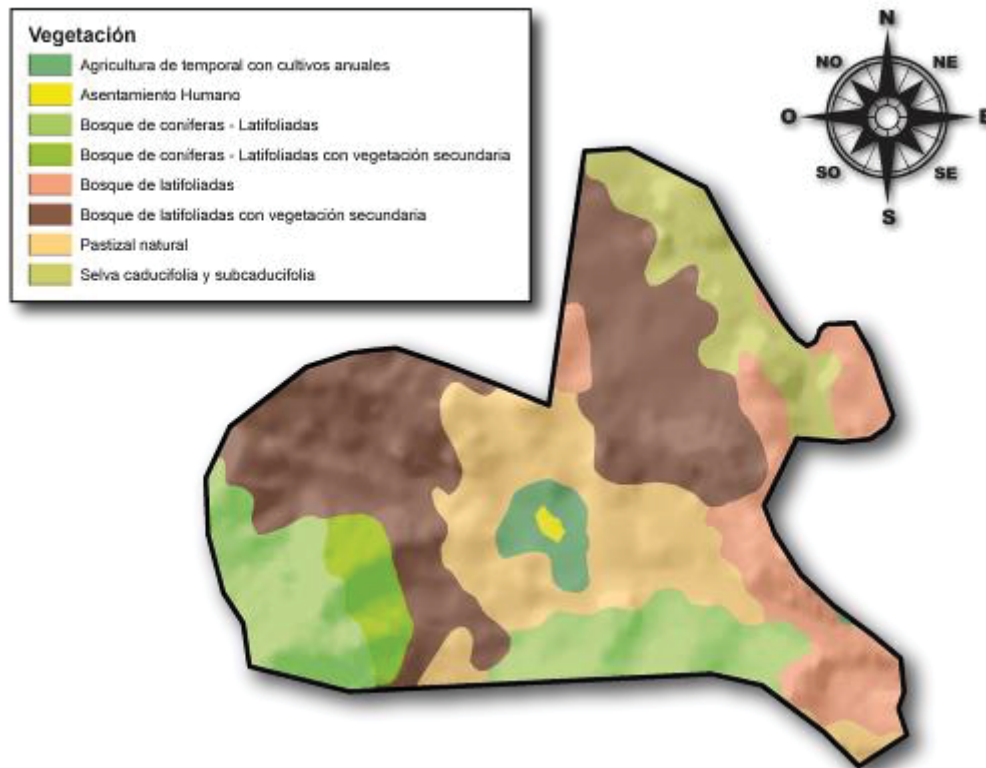 Vegetación
Agricultura de temporal con cultivos anuales
Asentamiento Humano
Bosque de coníferas - Latifoliadas
Bosque de coníferas - Latifoliadas con vegetación secundaria
Bosque de latifoliadas
Bosque de latifoliadas con vegetación secundaria
Pastizal natural
Selva caducifolia y subcaducifolia
N
NO NE
O E
SO SE
S